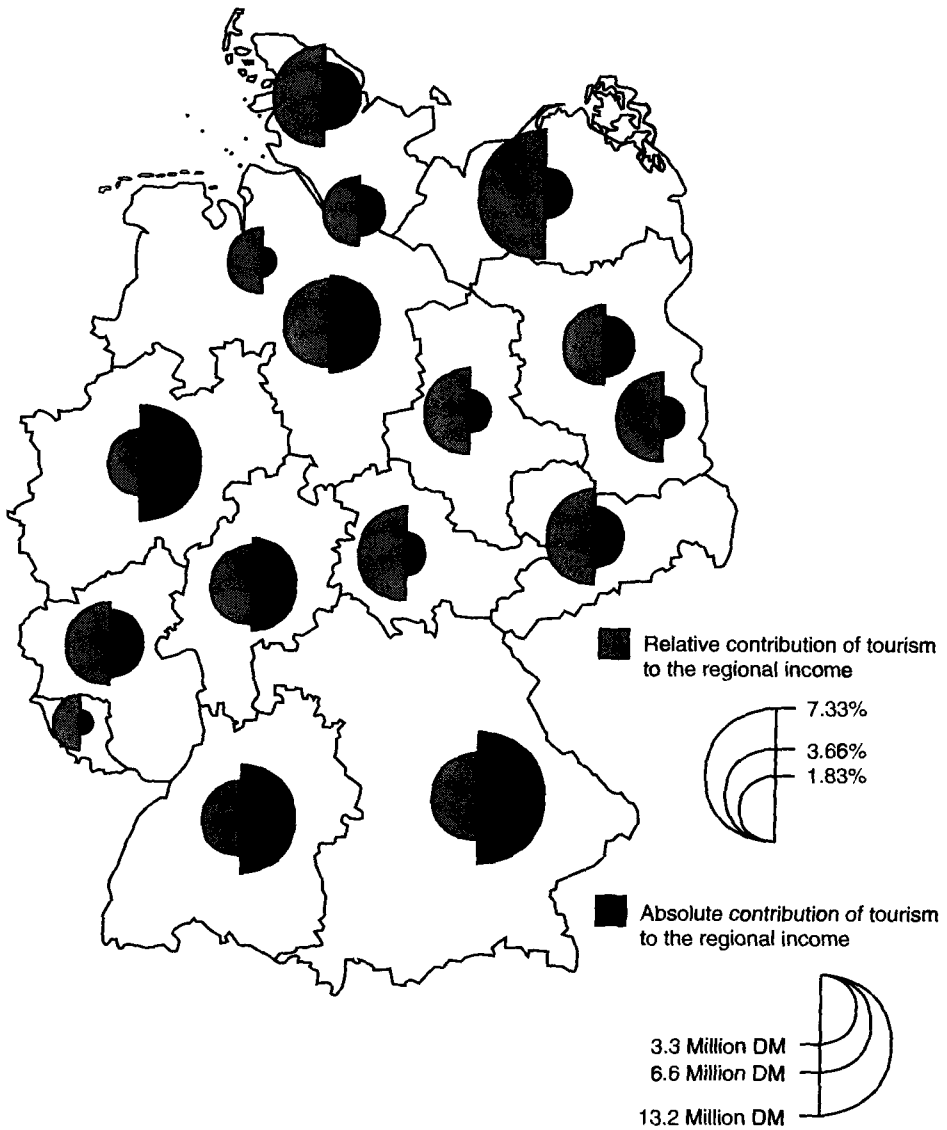 Relative contribution of tourism
to the regional income
7.33%
3.66%
1.83%
Absolute contribution of tourism
to the regional income
3.3 Million DM
6.6 Million DM
13.2 Million DM